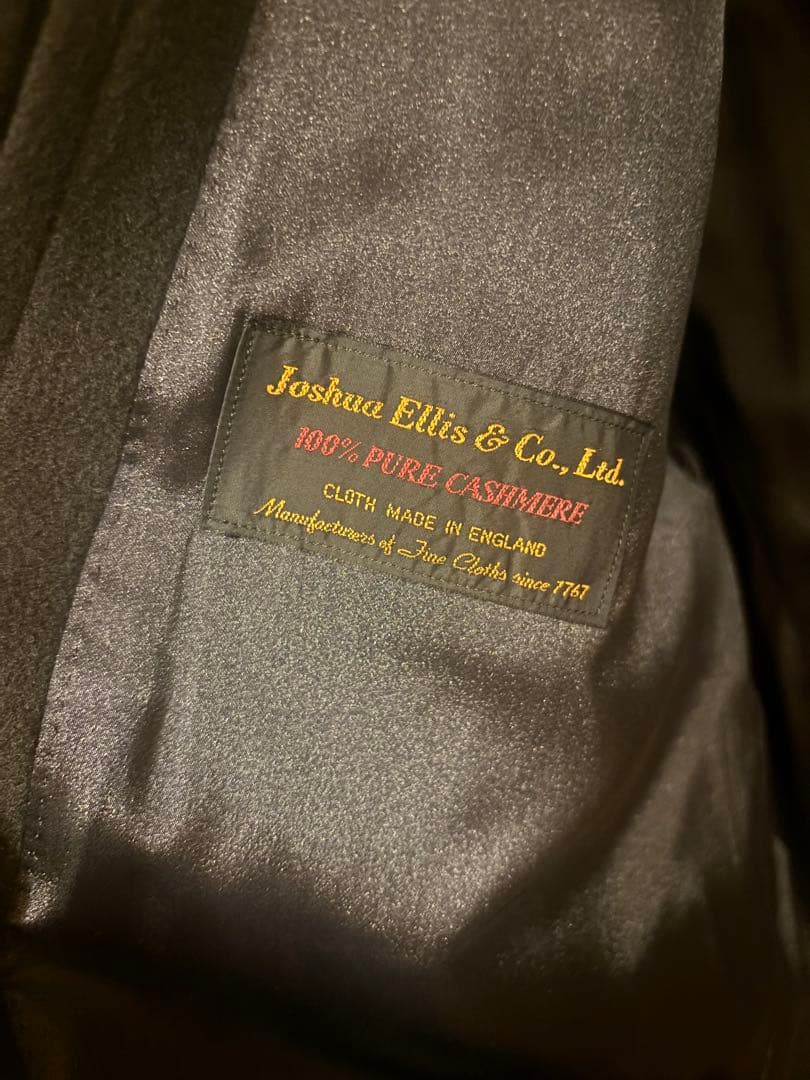 Joshua Ellis & Co., Ltd.
100% PURE CASHMERE
CLOTH MADE IN ENGLAND
Manufacturers of Fine Cloths since 1767